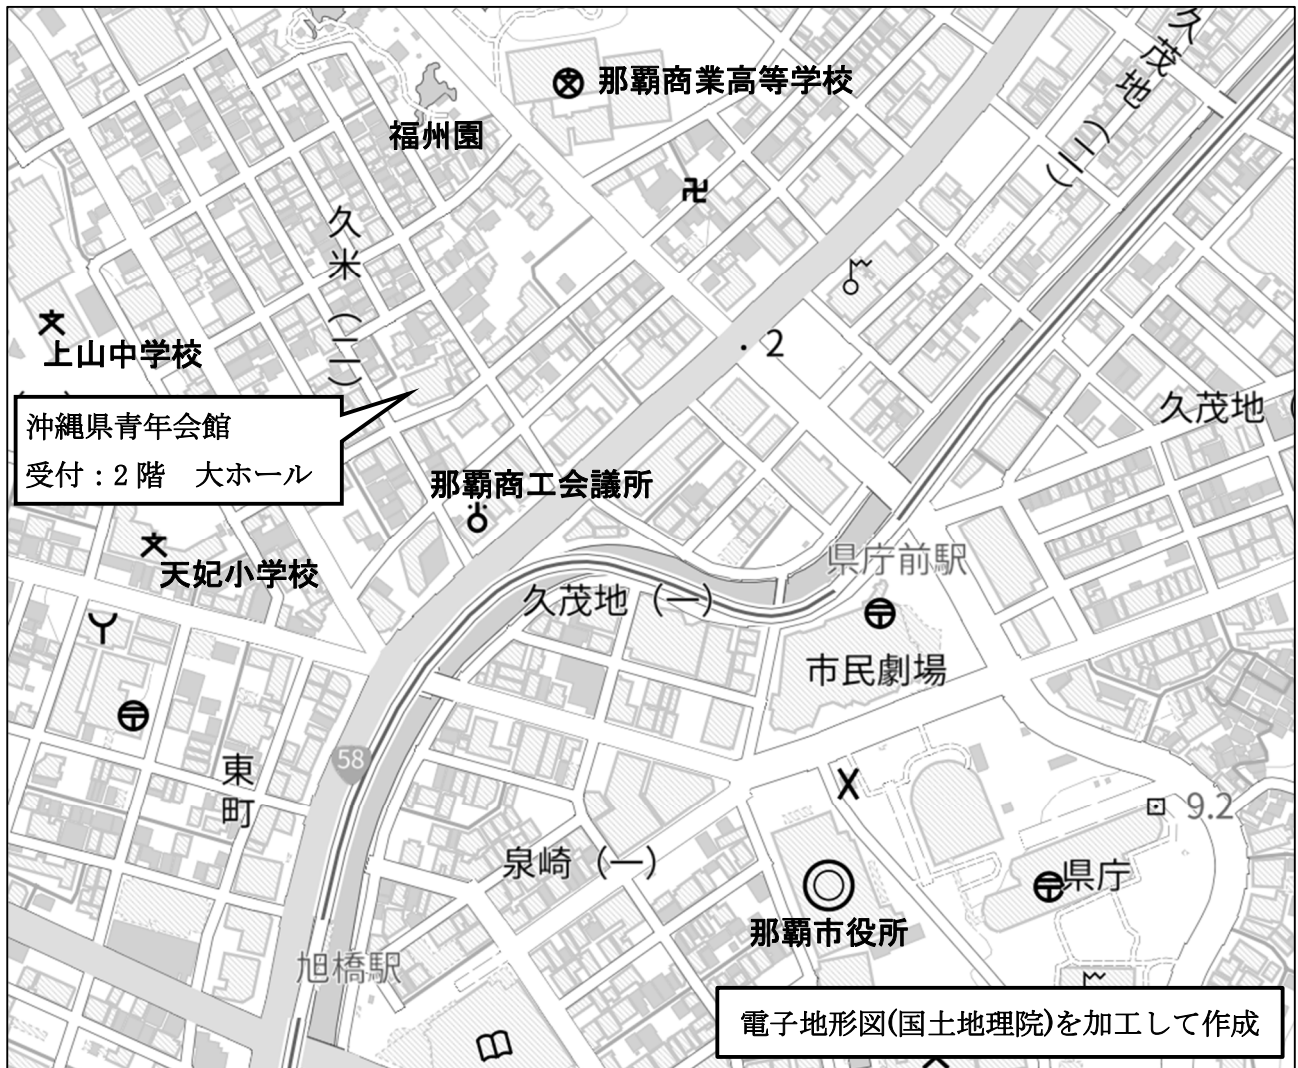 久茂地（二）
那覇商業高等学校
福州園
久米（二）
2
上山中学校
久茂地（
沖縄県青年会館
受付：2階　大ホール
那覇商工会議所
県庁前駅
天妃小学校
久茂地（一）
市民劇場
58
東町
9.2
泉崎（一）
県庁
那覇市役所
旭橋駅
電子地形図(国土地理院)を加工して作成